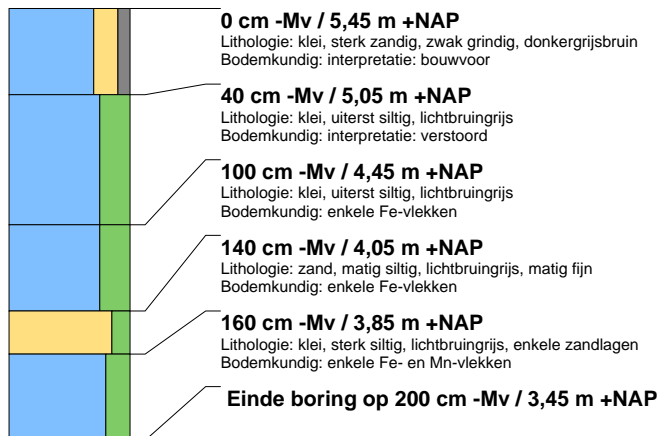 0 cm -Mv / 5,45 m +NAP
Lithologie: klei, sterk zandig, zwak grindig, donkergrijsbruin
Bodemkundig: interpretatie: bouwvoor
40 cm -Mv / 5,05 m +NAP
Lithologie: klei, uiterst siltig, lichtbruingrijs
Bodemkundig: interpretatie: verstoord
100 cm -Mv / 4,45 m +NAP
Lithologie: klei, uiterst siltig, lichtbruingrijs
Bodemkundig: enkele Fe-vlekken
140 cm -Mv / 4,05 m +NAP
Lithologie: zand, matig siltig, lichtbruingrijs, matig fijn
Bodemkundig: enkele Fe-vlekken
160 cm -Mv / 3,85 m +NAP
Lithologie: klei, sterk siltig, lichtbruingrijs, enkele zandlagen
Bodemkundig: enkele Fe- en Mn-vlekken
Einde boring op 200 cm -Mv / 3,45 m +NAP